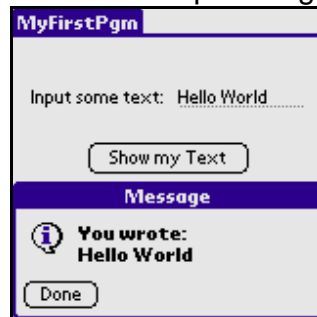 MyFirstPgm
Input some text: Hello World
Show my Text
Message
You wrote:
Hello World
Done